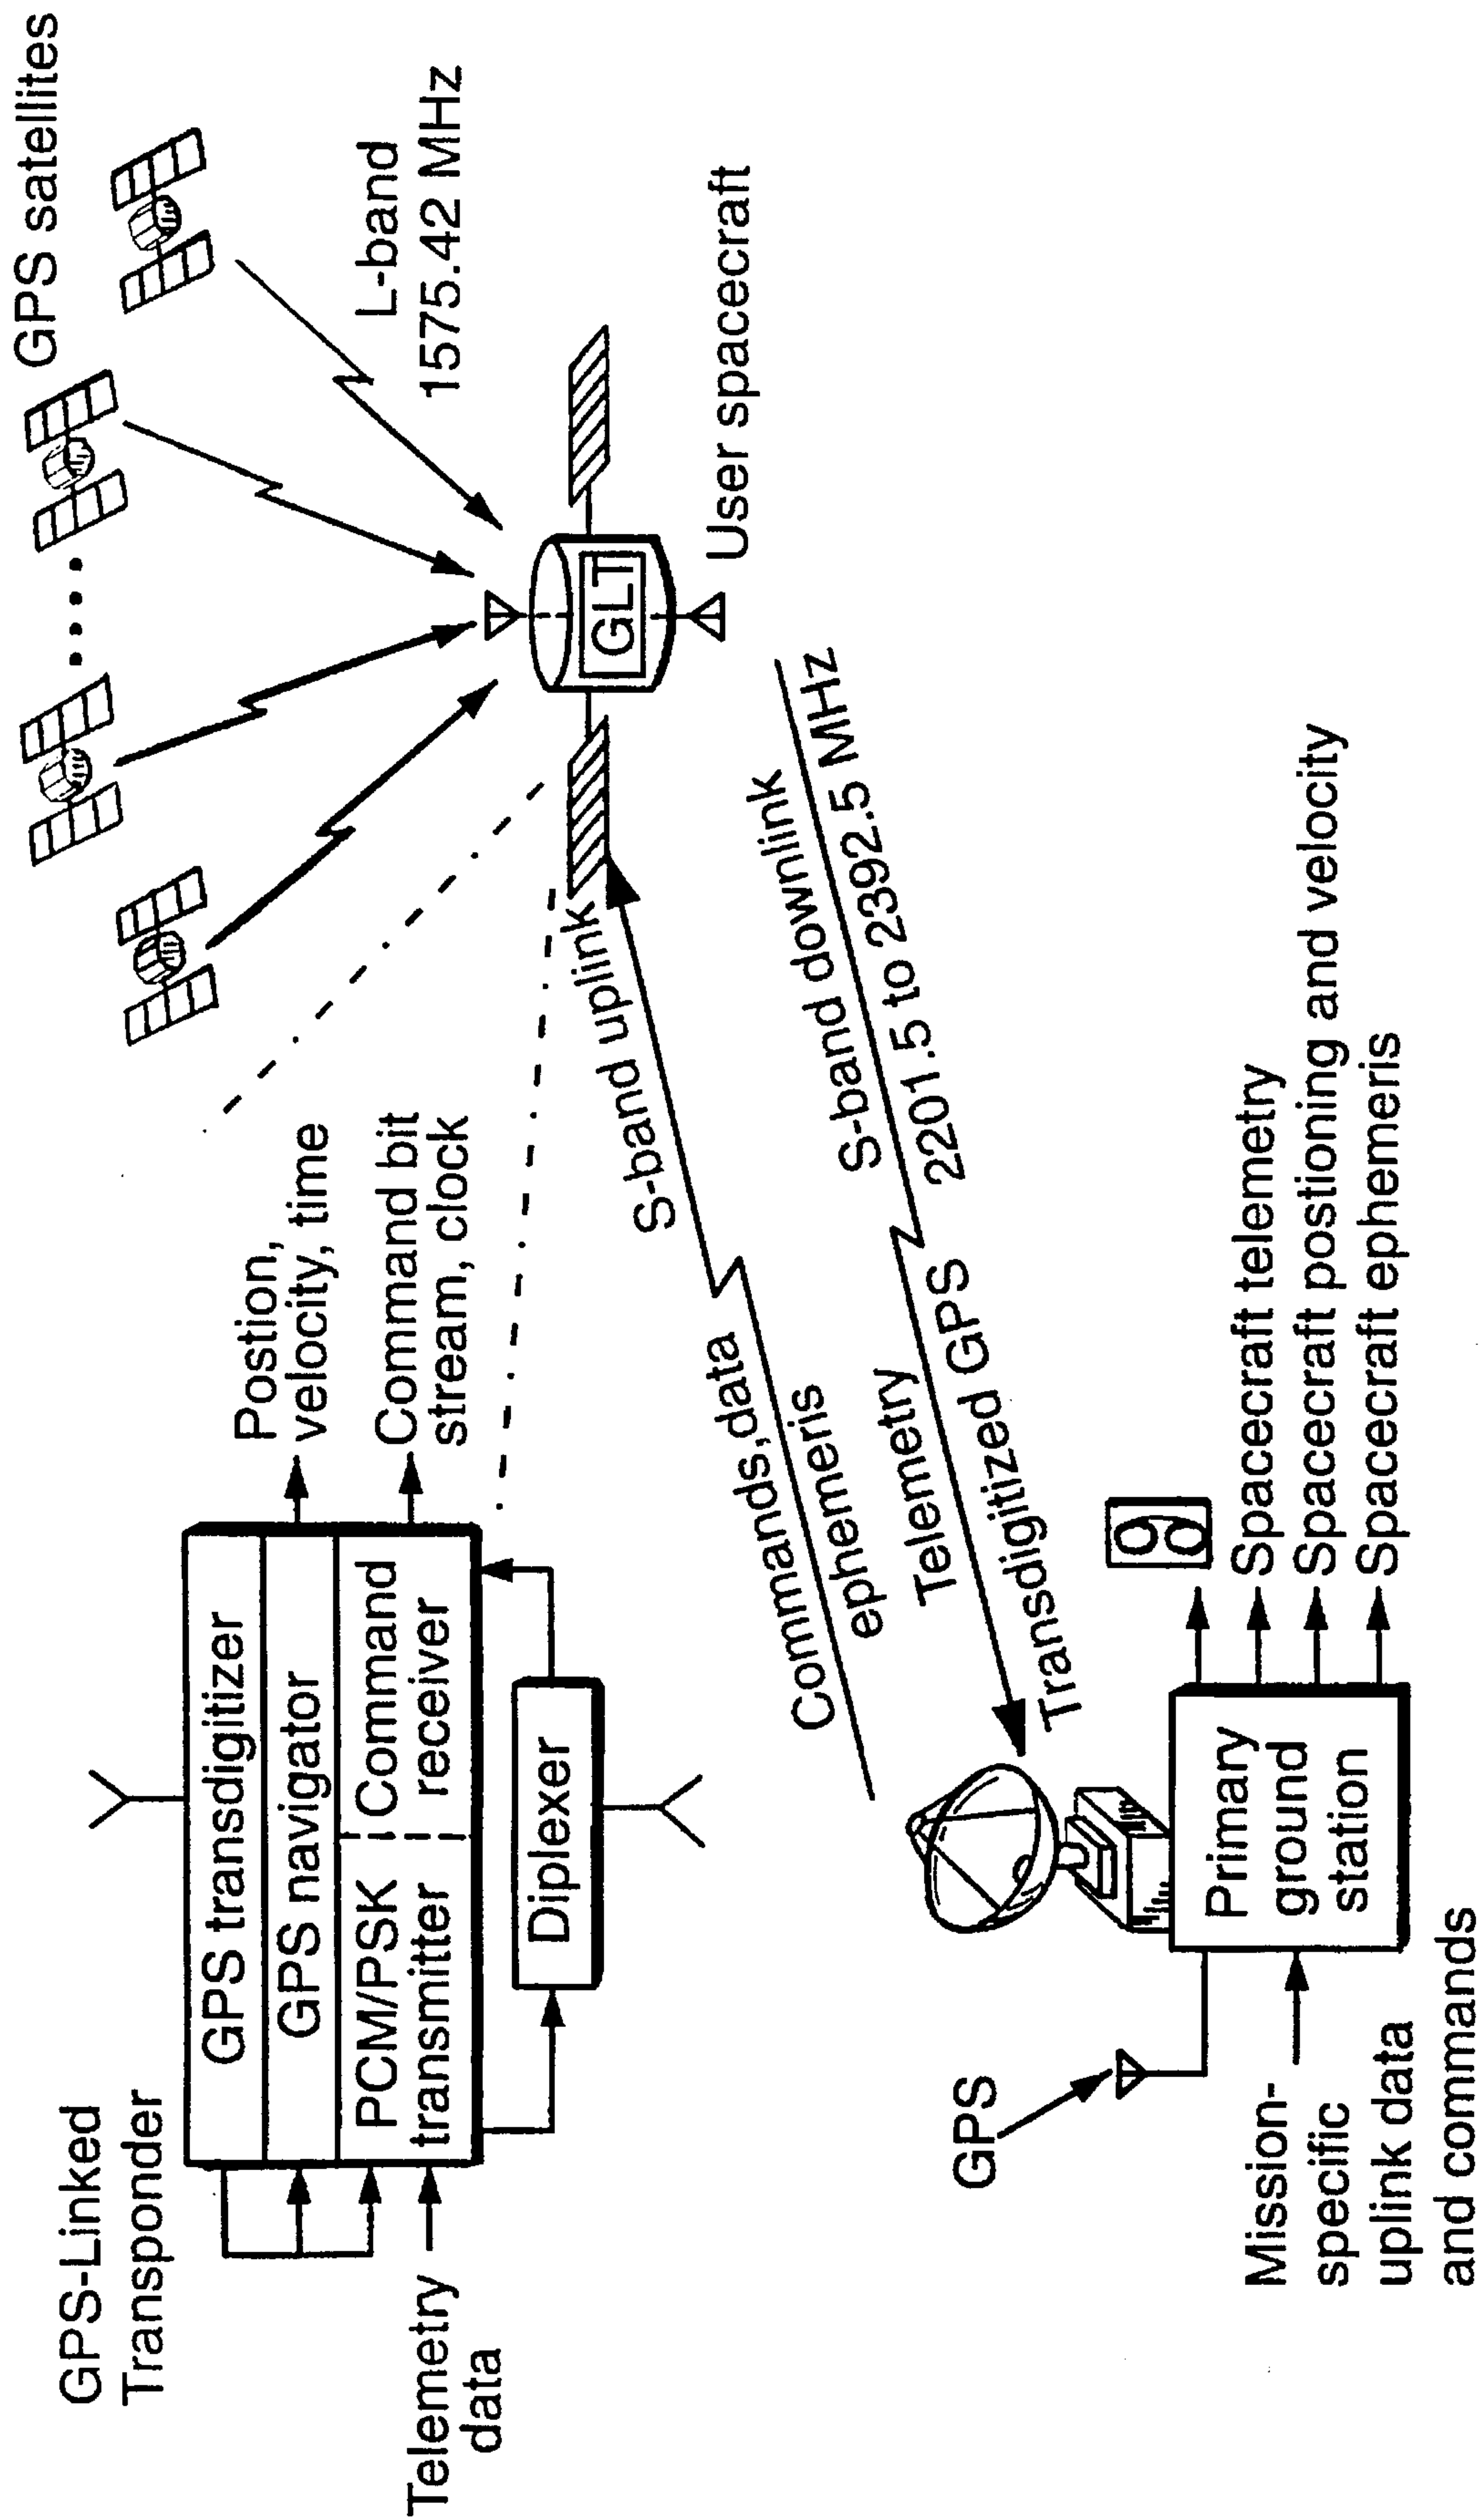 GPS satellites
L-band
1575.42 MHz
GLT
User spacecraft
GPS-Linked
Transponder
GPS transdigitizer
GPS navigator
PCM/PSK
transmitter
Command
receiver
Diplexer
Telemetry
data
Postion,
velocity, time
Command bit
stream, clock
S-band uplink
Commands, data
ephemeris
S-band downlink
2201.5 to 2392.5 MHz
Telemetry
Transdigitized GPS
GPS
Mission-
specific
uplink data
and commands
Primary
ground
station
Spacecraft telemetry
Spacecraft postioning and velocity
Spacecraft ephemeris